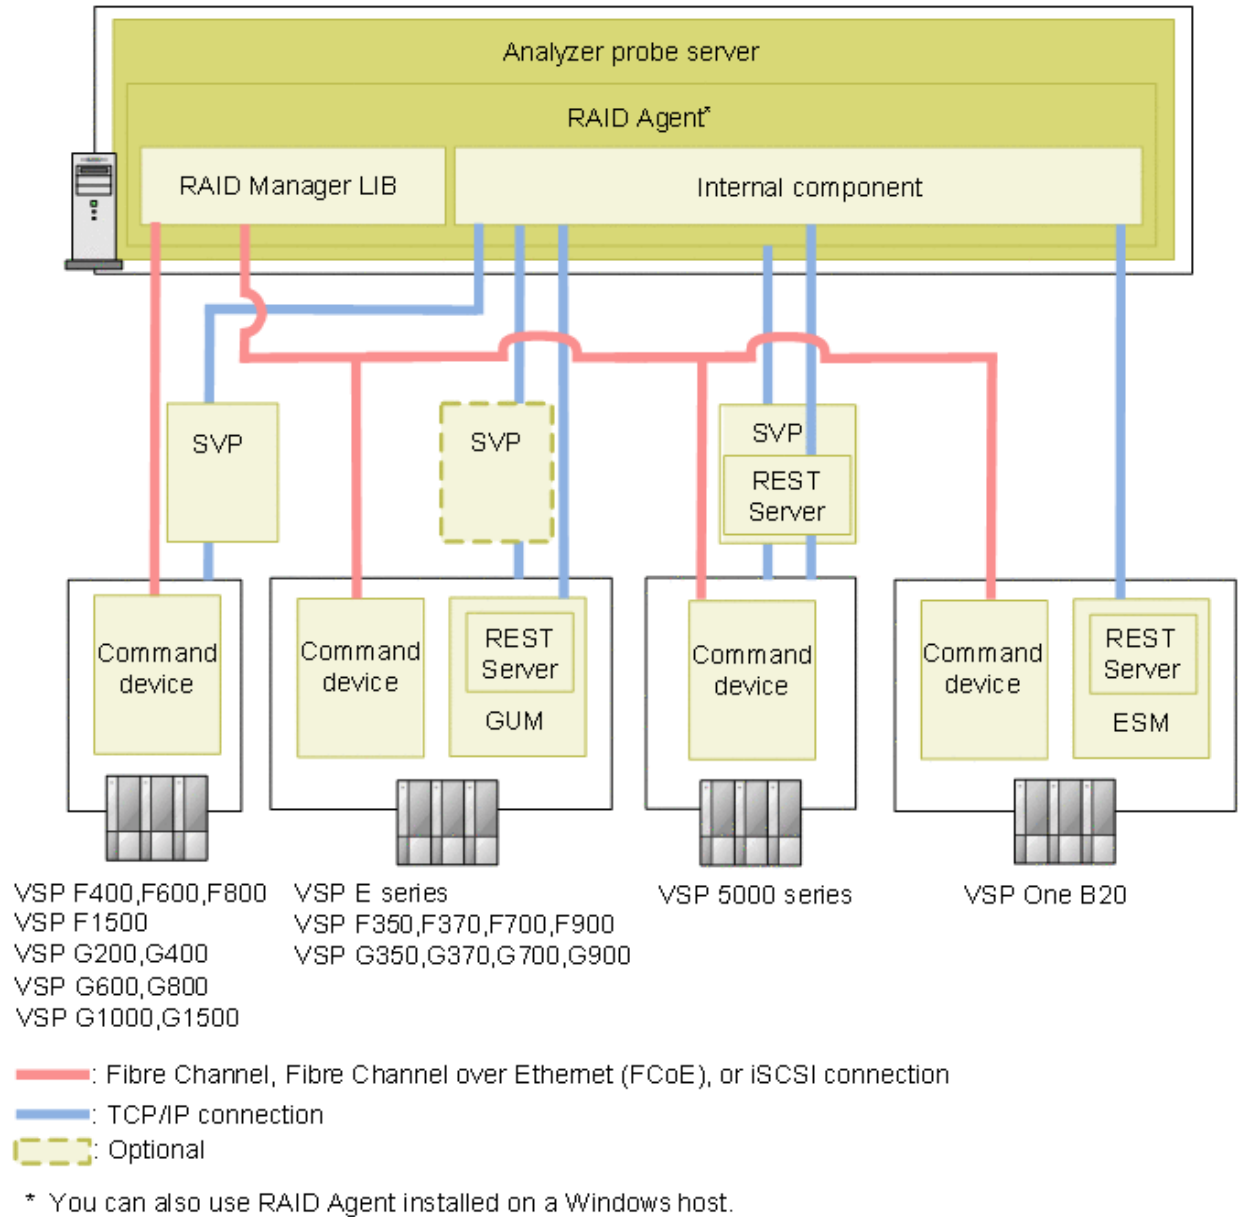 Analyzer probe server
RAID Agent*
RAID Manager LIB
Internal component
SVP
SVP
SVP
REST
Server
Command
device
Command
device
REST
Server
GUM
Command
device
Command
device
REST
Server
ESM
VSP F400,F600,F800
VSP F1500
VSP G200,G400
VSP G600,G800
VSP G1000,G1500
VSP E series
VSP F350,F370,F700,F900
VSP G350,G370,G700,G900
VSP 5000 series
VSP One B20
: Fibre Channel, Fibre Channel over Ethernet (FCoE), or iSCSI connection
: TCP/IP connection
: Optional
* You can also use RAID Agent installed on a Windows host.